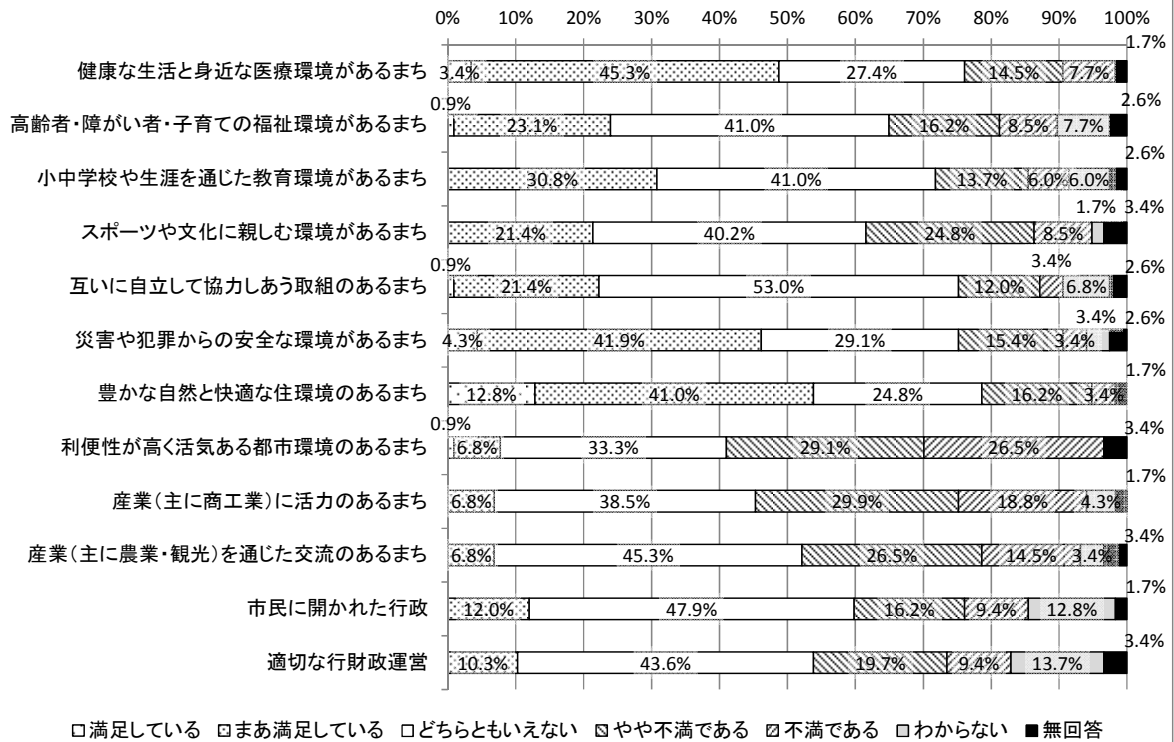 0% 10% 20% 30% 40% 50% 60% 70% 80% 90% 100%
1.7%
健康な生活と身近な医療環境があるまち 3.4% 45.3% 27.4% 14.5% 7.7%
0.9% 2.6%
高齢者・障がい者・子育ての福祉環境があるまち 23.1% 41.0% 16.2% 8.5% 7.7%
2.6%
小中学校や生涯を通じた教育環境があるまち 30.8% 41.0% 13.7% 6.0% 6.0%
1.7% 3.4%
スポーツや文化に親しむ環境があるまち 21.4% 40.2% 24.8% 8.5%
0.9% 3.4% 2.6%
互いに自立して協力しあう取組のあるまち 21.4% 53.0% 12.0% 6.8%
3.4% 2.6%
災害や犯罪からの安全な環境があるまち 4.3% 41.9% 29.1% 15.4% 3.4%
1.7%
豊かな自然と快適な住環境のあるまち 12.8% 41.0% 24.8% 16.2% 3.4%
0.9% 3.4%
利便性が高く活気ある都市環境のあるまち 6.8% 33.3% 29.1% 26.5%
1.7%
産業(主に商工業)に活力のあるまち 6.8% 38.5% 29.9% 18.8% 4.3%
3.4%
産業(主に農業・観光)を通じた交流のあるまち 6.8% 45.3% 26.5% 14.5% 3.4%
1.7%
市民に開かれた行政 12.0% 47.9% 16.2% 9.4% 12.8%
3.4%
適切な行財政運営 10.3% 43.6% 19.7% 9.4% 13.7%
満足している まあ満足している どちらともいえない やや不満である 不満である わからない 無回答